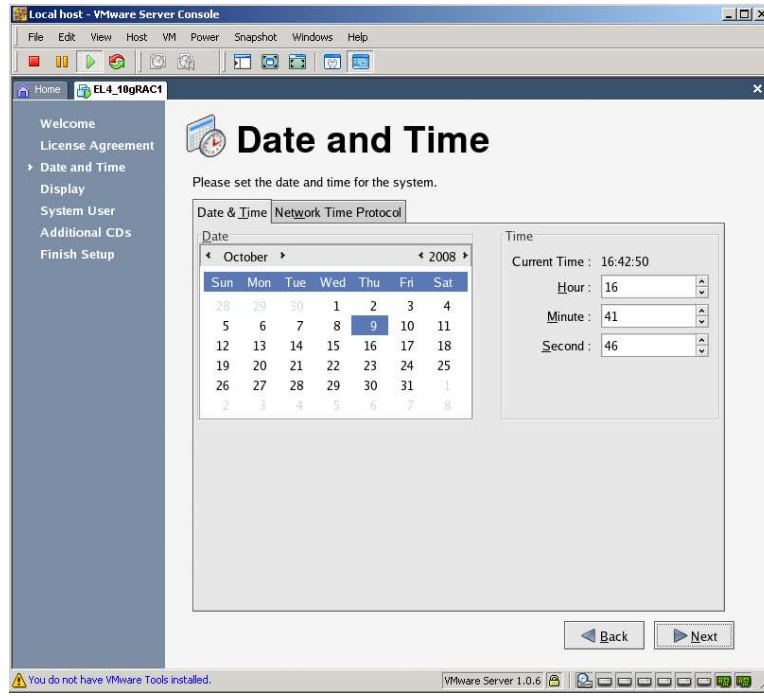 Local host - VMware Server Console
File Edit View Host VM Power Snapshot Windows Help
Home EL4_10gRAC1
Welcome
License Agreement
Date and Time
Display
System User
Additional CDs
Finish Setup
Date and Time
Please set the date and time for the system.
Date & Time Network Time Protocol
Date
October 2008
Sun Mon Tue Wed Thu Fri Sat
28 29 30 1 2 3 4
5 6 7 8 9 10 11
12 13 14 15 16 17 18
19 20 21 22 23 24 25
26 27 28 29 30 31 1
2 3 4 5 6 7 8
Time
Current Time : 16:42:50
Hour : 16
Minute : 41
Second : 46
Back Next
You do not have VMware Tools installed.
VMware Server 1.0.6